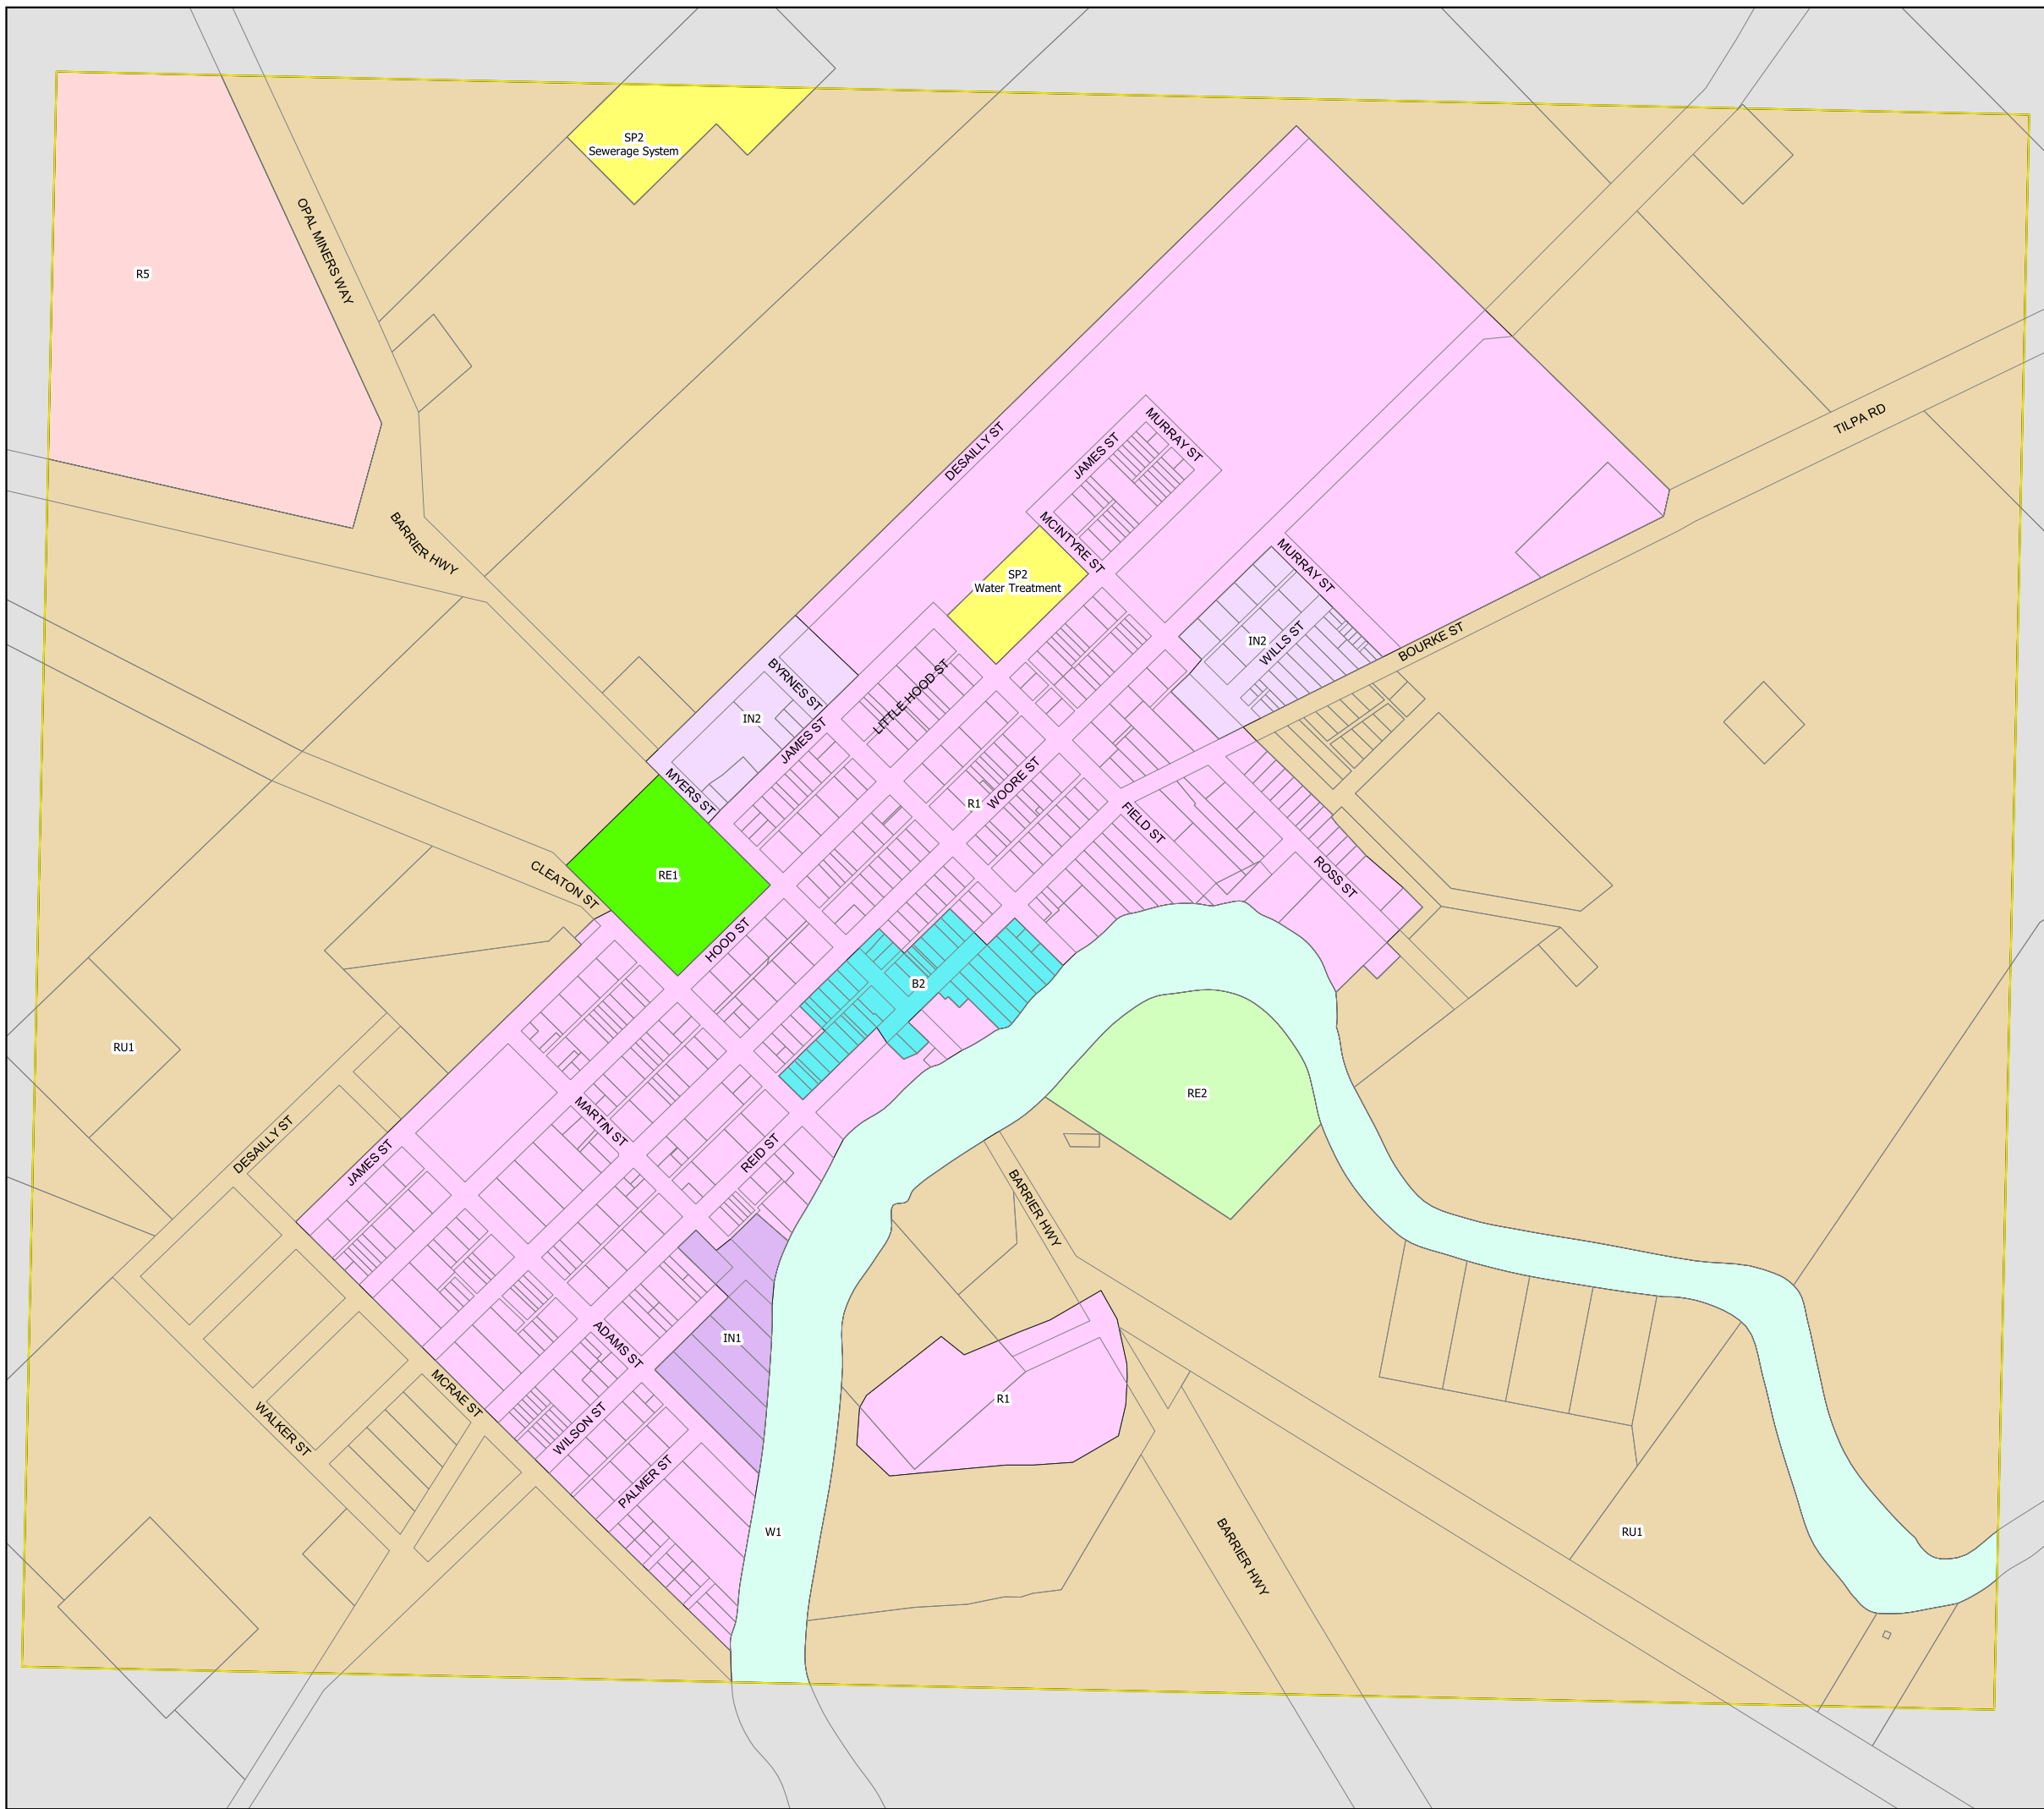 SP2
Sewerage System
R5
OPAL MINERS WAY
TILPA RD
MURRAY ST
DESAILLY ST
JAMES ST
BARRIER HWY
MCINTYRE ST
SP2
Water Treatment
MURRAY ST
IN2
WILLS ST
BOURKE ST
BYRNES ST
LITTLE HOOD ST
IN2
JAMES ST
MYERS ST
WOORE ST
R1
FIELD ST
RE1
CLEATON ST
ROSS ST
HOOD ST
B2
RU1
RE2
MARTIN ST
DESAILLY ST
REID ST
JAMES ST
BARRIER HWY
IN1
ADAMS ST
MCRAE ST
R1
WALKER ST
WILSON ST
PALMER ST
W1
RU1
BARRIER HWY